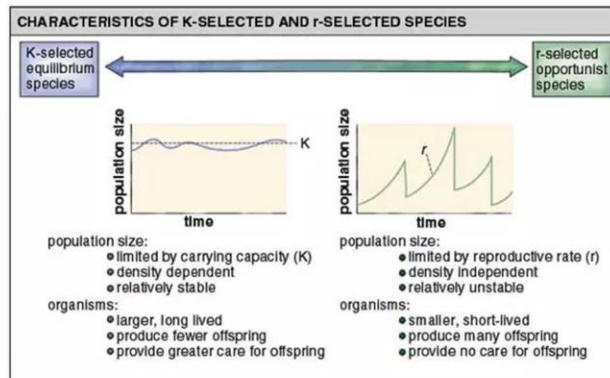 CHARACTERISTICS OF K-SELECTED AND r-SELECTED SPECIES
K-selected
equilibrium
species
r-selected
opportunist
species
population size
K
time
population size
r
time
population size:
limited by carrying capacity (K)
density dependent
relatively stable
organisms:
larger, long lived
produce fewer offspring
provide greater care for offspring
population size:
limited by reproductive rate (r)
density independent
relatively unstable
organisms:
smaller, short-lived
produce many offspring
provide no care for offspring